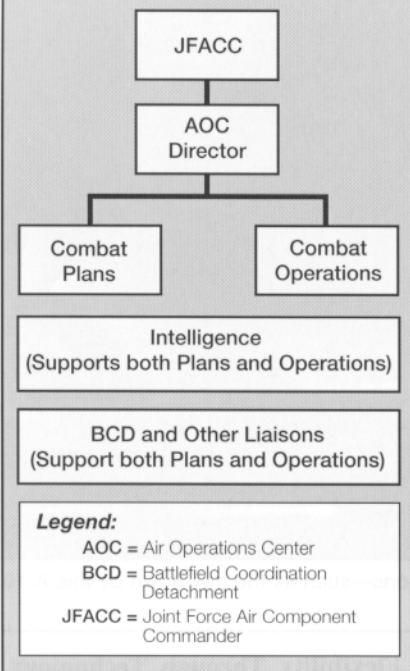 JFACC
AOC
Director
Combat
Plans
Combat
Operations
Intelligence
(Supports both Plans and Operations)
BCD and Other Liaisons
(Support both Plans and Operations)
Legend:
AOC = Air Operations Center
BCD = Battlefield Coordination
Detachment
JFACC = Joint Force Air Component
Commander